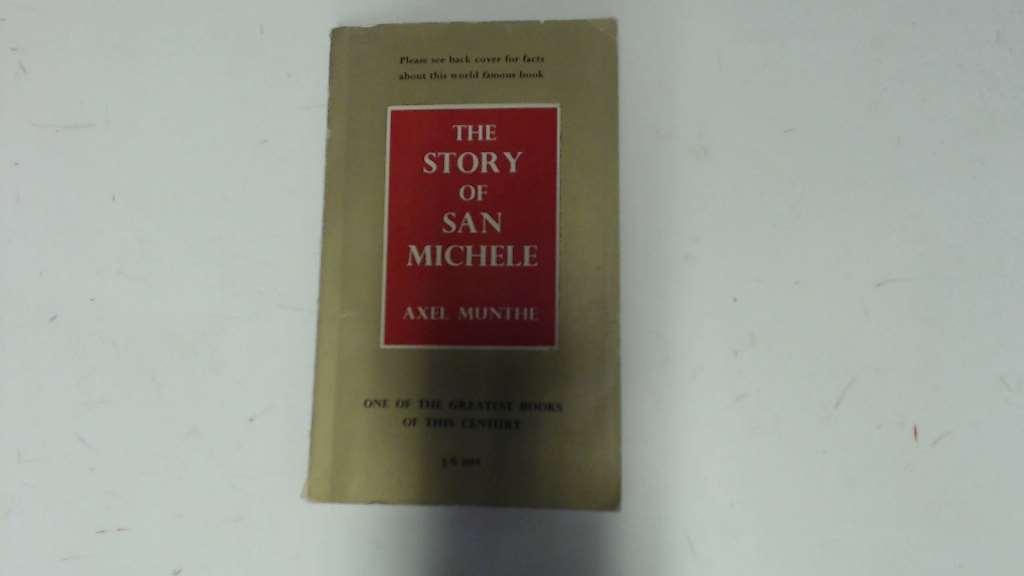 Please see back cover for facts
about this world famous book
THE
STORY
OF
SAN
MICHELE
AXEL MUNTHE
ONE OF THE GREATEST BOOKS
OF THIS CENTURY